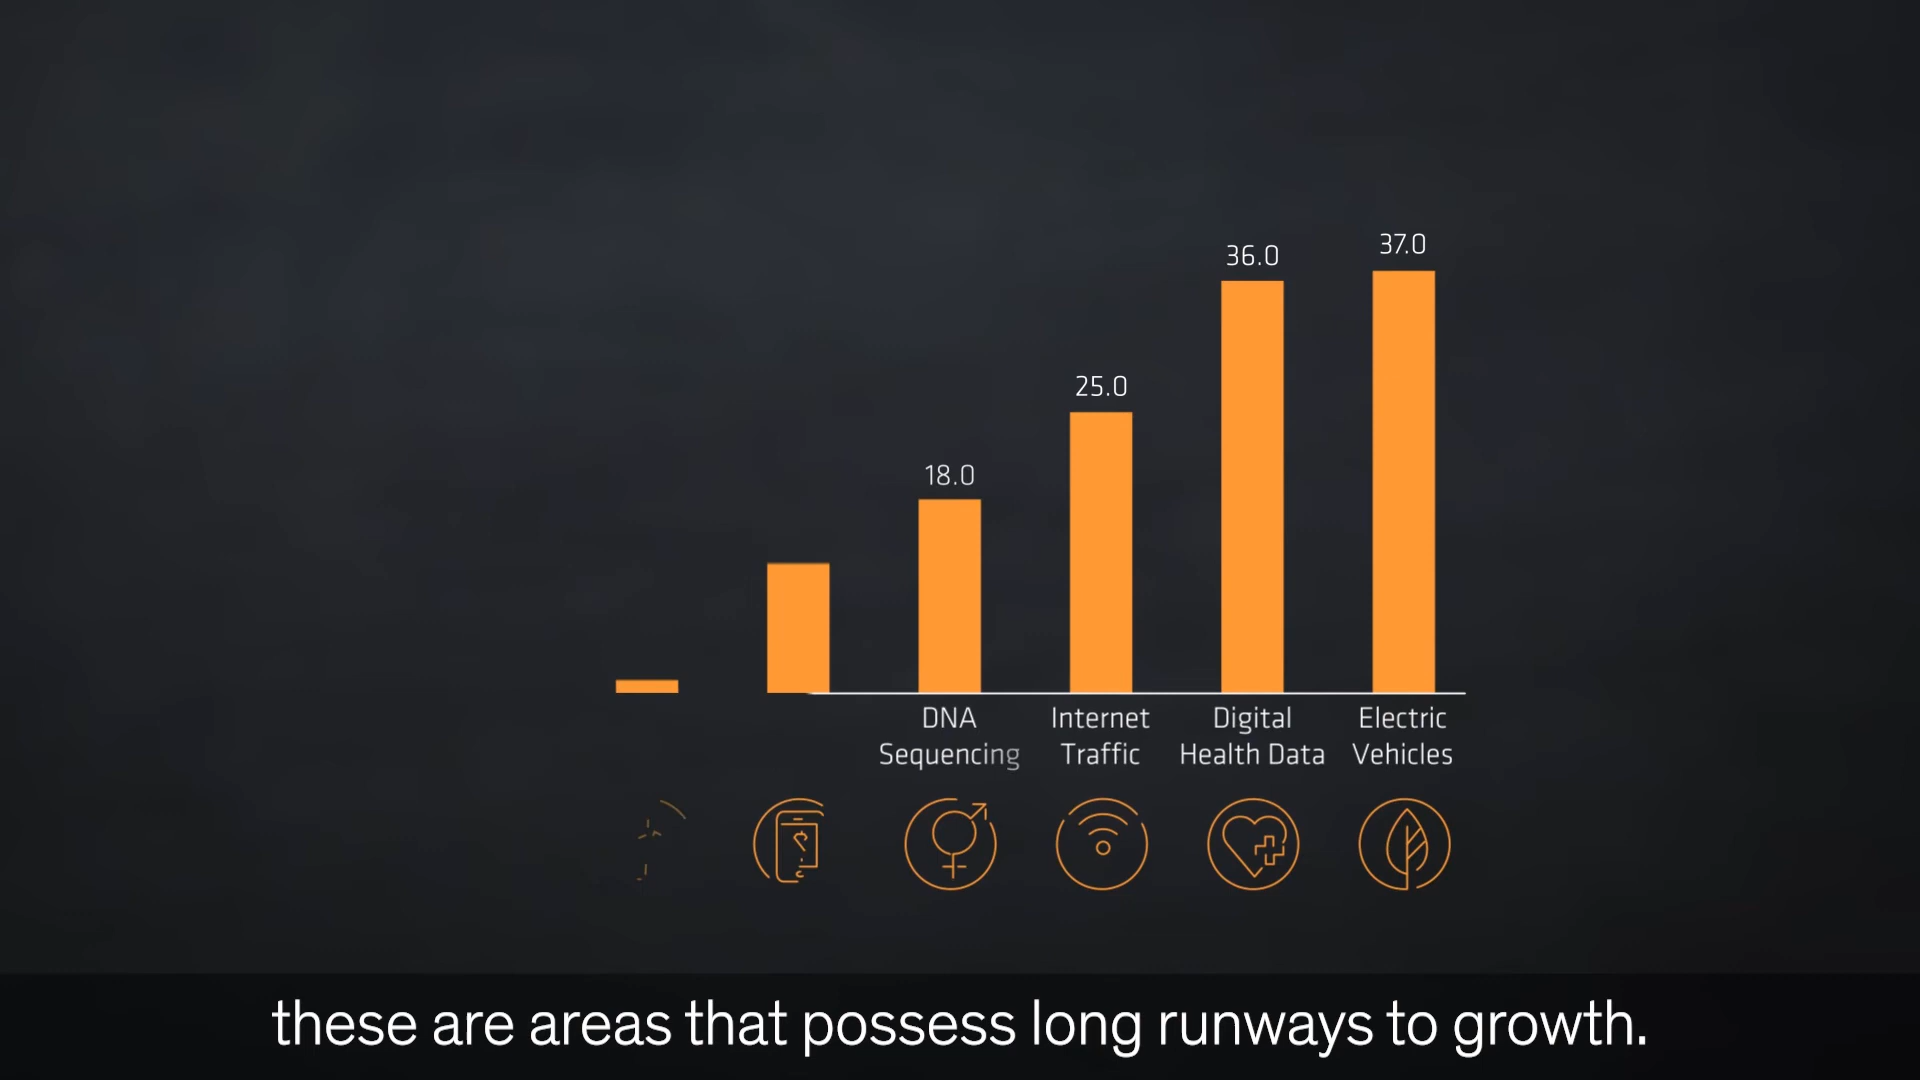 37.0
36.0
25.0
18.0
DNA
Sequencing
Internet
Traffic
Digital
Health Data
Electric
Vehicles
these are areas that possess long runways to growth.